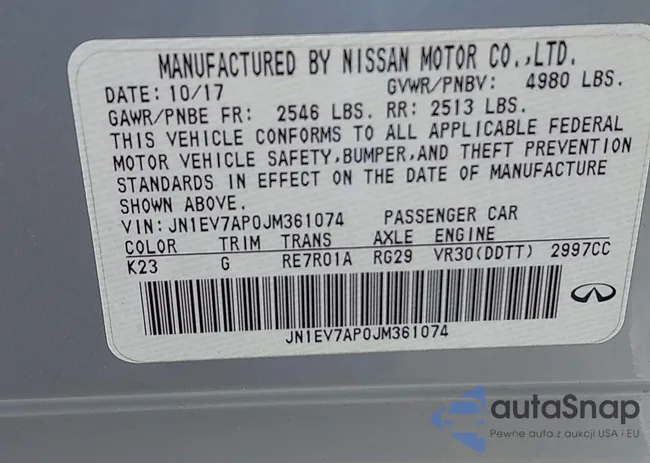 MANUFACTURED BY NISSAN MOTOR CO.,LTD.
DATE: 10/17 GVWR/PNBV: 4980 LBS.
GAWR/PNBE FR: 2546 LBS. RR: 2513 LBS.
THIS VEHICLE CONFORMS TO ALL APPLICABLE FEDERAL
MOTOR VEHICLE SAFETY,BUMPER,AND THEFT PREVENTION
STANDARDS IN EFFECT ON THE DATE OF MANUFACTURE
SHOWN ABOVE.
VIN: JN1EV7AP0JM361074 PASSENGER CAR
COLOR TRIM TRANS AXLE ENGINE
K23 G RE7R01A RG29 VR30(DDTT) 2997CC
JN1EV7AP0JM361074
autaSnap
Pewne auta z aukcji USA i EU